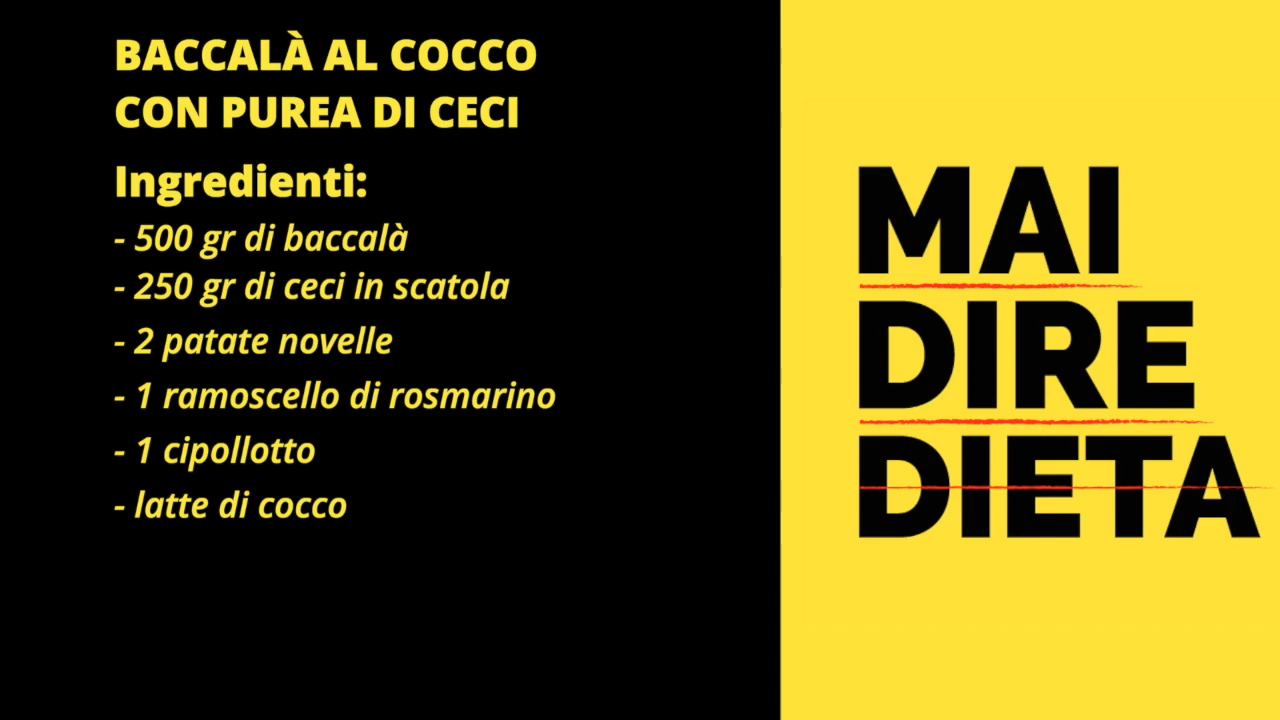 BACCALÀ AL COCCO
CON PUREA DI CECI
Ingredienti:
- 500 gr di baccalà
- 250 gr di ceci in scatola
- 2 patate novelle
- 1 ramoscello di rosmarino
- 1 cipollotto
- latte di cocco
MAI
DIRE
DIETA